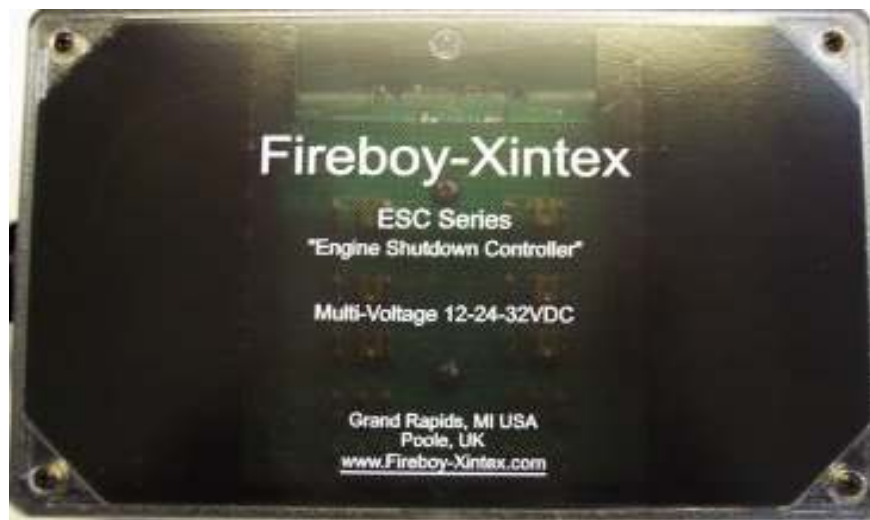 Fireboy-Xintex
ESC Series
"Engine Shutdown Controller"
Multi-Voltage 12-24-32VDC
Grand Rapids, MI USA
Poole, UK
www.Fireboy-Xintex.com